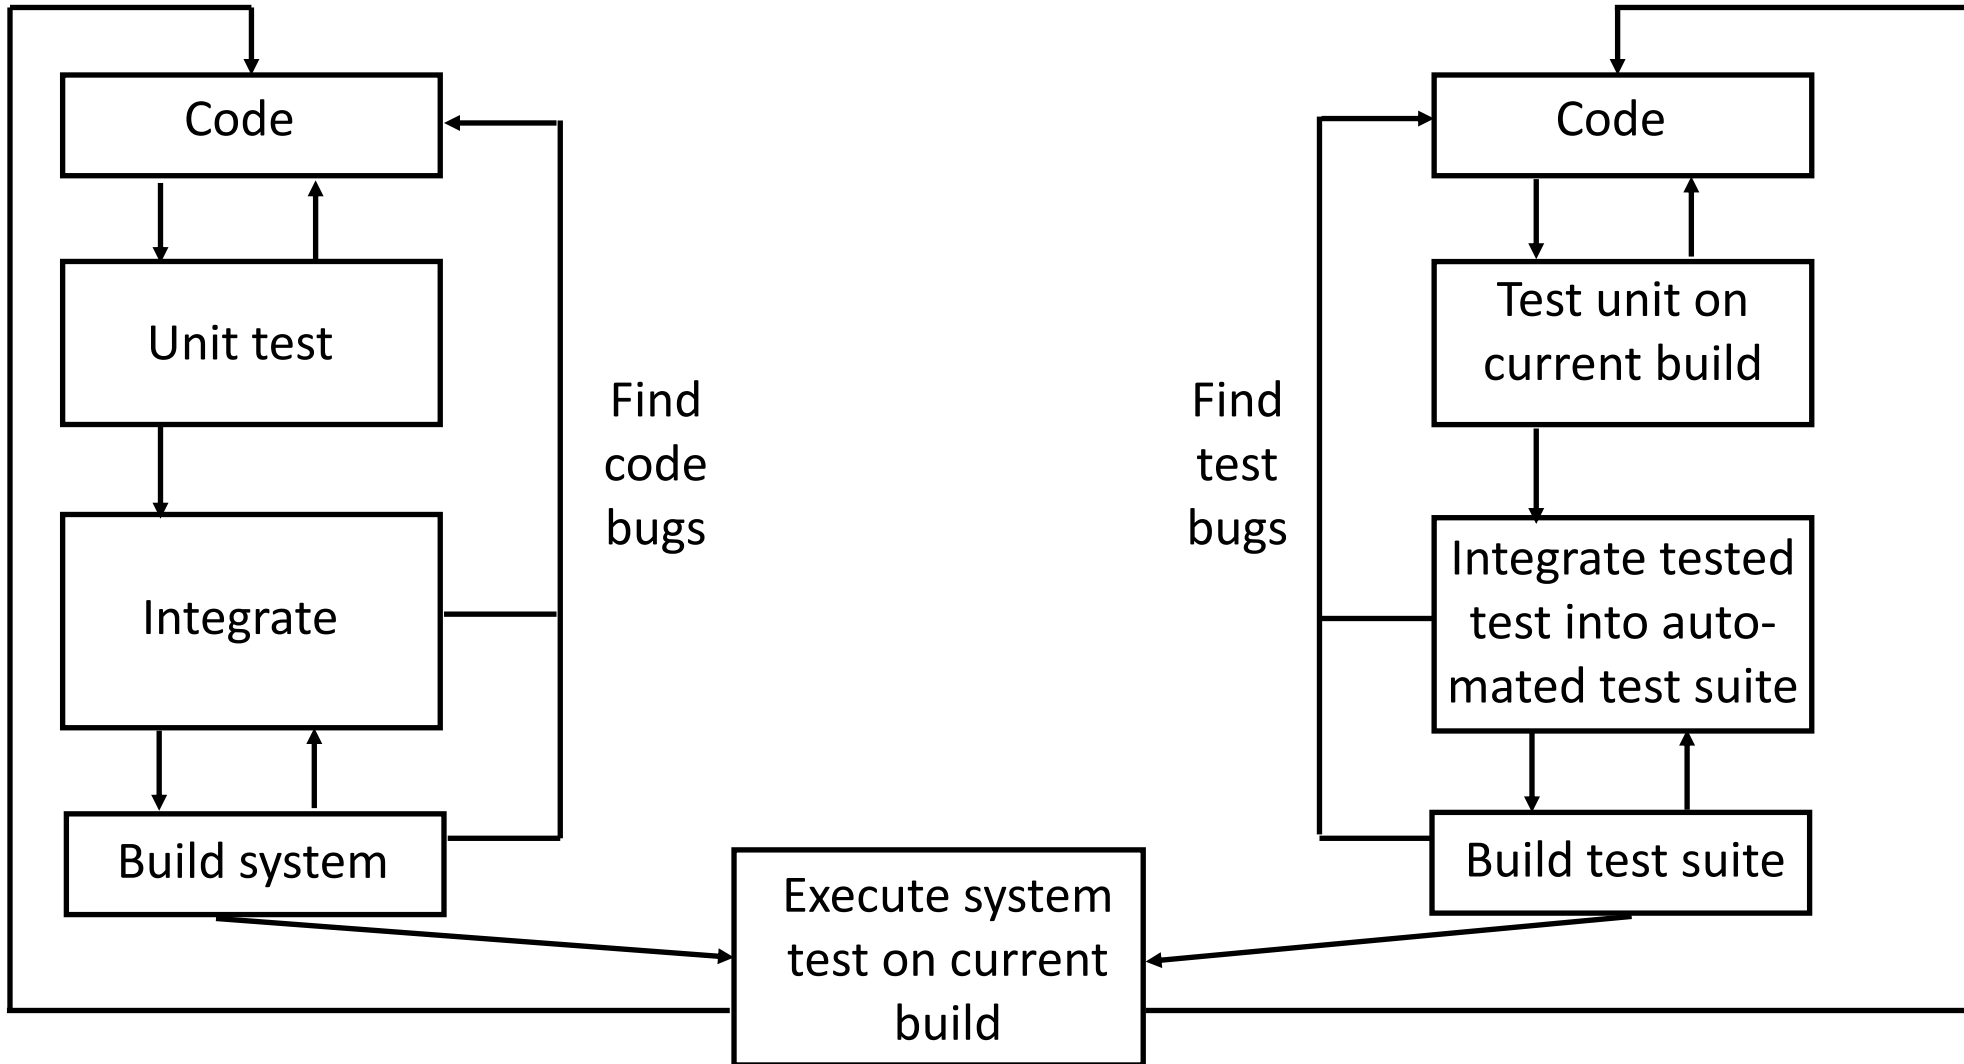 Code
Unit test
Integrate
Build system
Find
code
bugs
Execute system
test on current
build
Find
test
bugs
Code
Test unit on
current build
Integrate tested
test into auto-
mated test suite
Build test suite